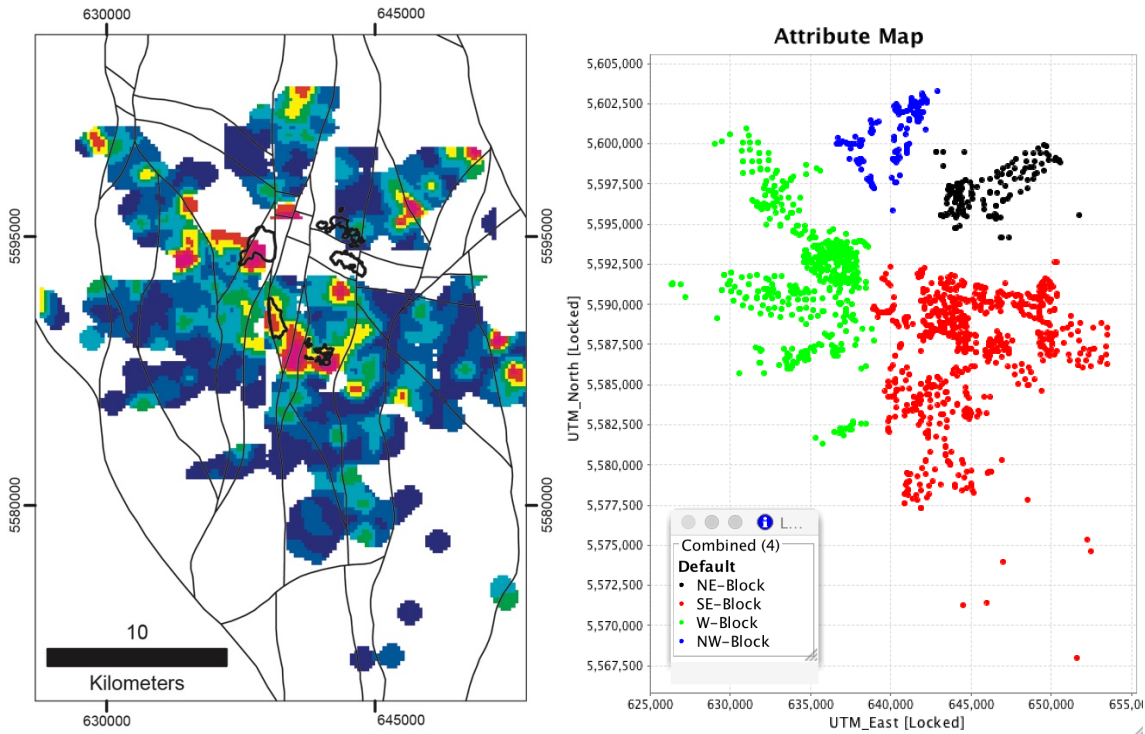 630000
645000
5595000
5595000
5580000
5580000
10
Kilometers
630000
645000
Attribute Map
UTM_North [Locked]
5,605,000
5,602,500
5,600,000
5,597,500
5,595,000
5,592,500
5,590,000
5,587,500
5,585,000
5,582,500
5,580,000
5,577,500
5,575,000
5,572,500
5,570,000
5,567,500
i L...
Combined (4)
Default
NE-Block
SE-Block
W-Block
NW-Block
625,000 630,000 635,000 640,000 645,000 650,000 655,00
UTM_East [Locked]